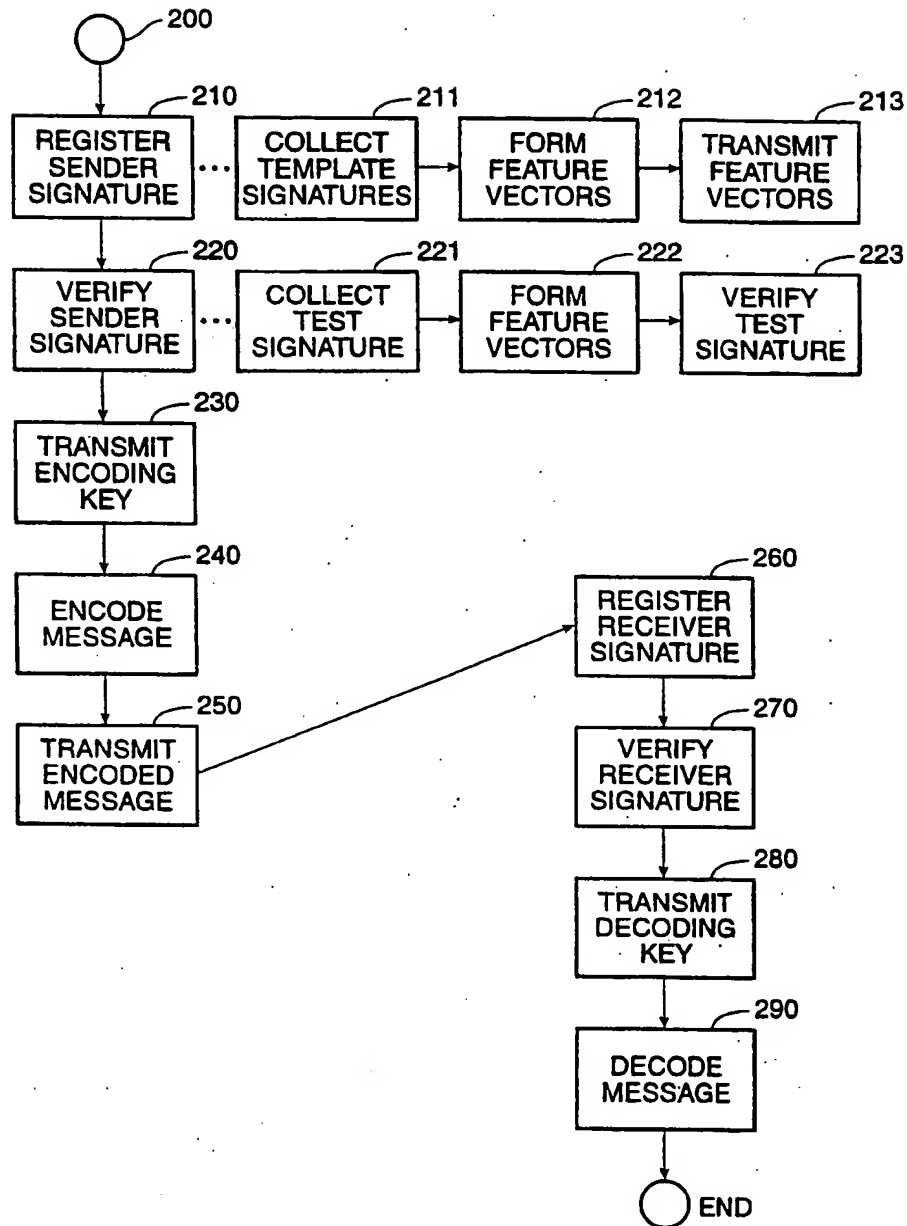 200
210
REGISTER
SENDER
SIGNATURE
...
211
COLLECT
TEMPLATE
SIGNATURES
212
FORM
FEATURE
VECTORS
213
TRANSMIT
FEATURE
VECTORS
220
VERIFY
SENDER
SIGNATURE
...
221
COLLECT
TEST
SIGNATURE
222
FORM
FEATURE
VECTORS
223
VERIFY
TEST
SIGNATURE
230
TRANSMIT
ENCODING
KEY
240
ENCODE
MESSAGE
250
TRANSMIT
ENCODED
MESSAGE
260
REGISTER
RECEIVER
SIGNATURE
270
VERIFY
RECEIVER
SIGNATURE
280
TRANSMIT
DECODING
KEY
290
DECODE
MESSAGE
END